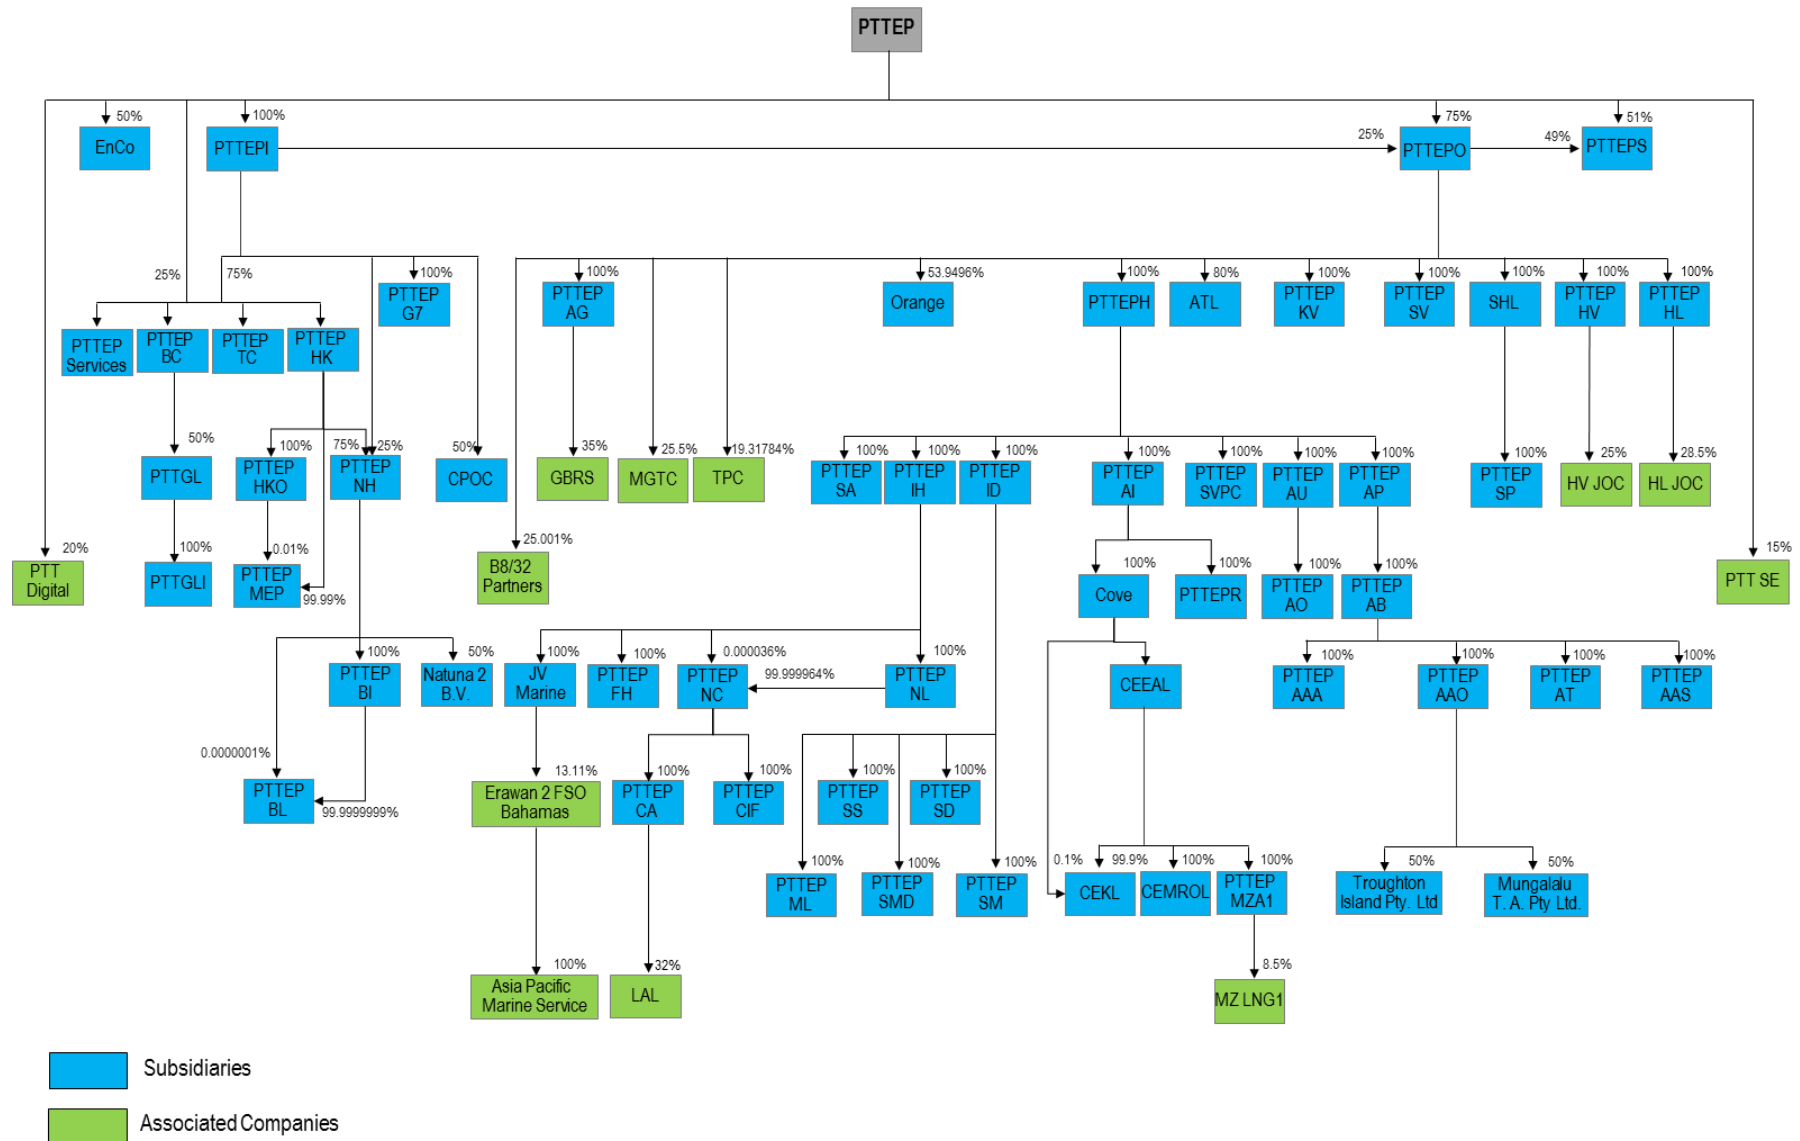 PTTEP
50%
100%
75%
51%
EnCo
PTTEPI
25%
PTTEPO
49%
PTTEPS
25%
75%
100%
100%
53.9496%
100%
80%
100%
100%
100%
100%
100%
PTTEP
G7
PTTEP
AG
Orange
PTTEPH
ATL
PTTEP
KV
PTTEP
SV
SHL
PTTEP
HV
PTTEP
HL
PTTEP
Services
PTTEP
BC
PTTEP
TC
PTTEP
HK
50%
100%
75%
25%
50%
35%
25.5%
19.31784%
100%
100%
100%
100%
100%
100%
100%
100%
25%
28.5%
PTTGL
PTTEP
HKO
PTTEP
NH
CPOC
GBRS
MGTC
TPC
PTTEP
SA
PTTEP
IH
PTTEP
ID
PTTEP
AI
PTTEP
SVPC
PTTEP
AU
PTTEP
AP
PTTEP
SP
HV JOC
HL JOC
20%
100%
0.01%
25.001%
100%
100%
100%
100%
15%
PTT
Digital
PTTGLI
PTTEP
MEP
99.99%
B8/32
Partners
Cove
PTTEPR
PTTEP
AO
PTTEP
AB
PTT SE
100%
50%
100%
100%
0.000036%
100%
100%
100%
100%
100%
PTTEP
BI
Natuna 2
B.V.
JV
Marine
PTTEP
FH
PTTEP
NC
99.999964%
PTTEP
NL
CEEAL
PTTEP
AAA
PTTEP
AAO
PTTEP
AT
PTTEP
AAS
0.0000001%
13.11%
100%
100%
100%
100%
PTTEP
BL
99.9999999%
Erawan 2 FSO
Bahamas
PTTEP
CA
PTTEP
CIF
PTTEP
SS
PTTEP
SD
100%
100%
100%
0.1%
99.9%
100%
100%
50%
50%
PTTEP
ML
PTTEP
SMD
PTTEP
SM
CEKL
CEMROL
PTTEP
MZA1
Troughton
Island Pty. Ltd
Mungalalu
T. A. Pty Ltd.
100%
32%
8.5%
Asia Pacific
Marine Service
LAL
MZ LNG1
Subsidiaries
Associated Companies